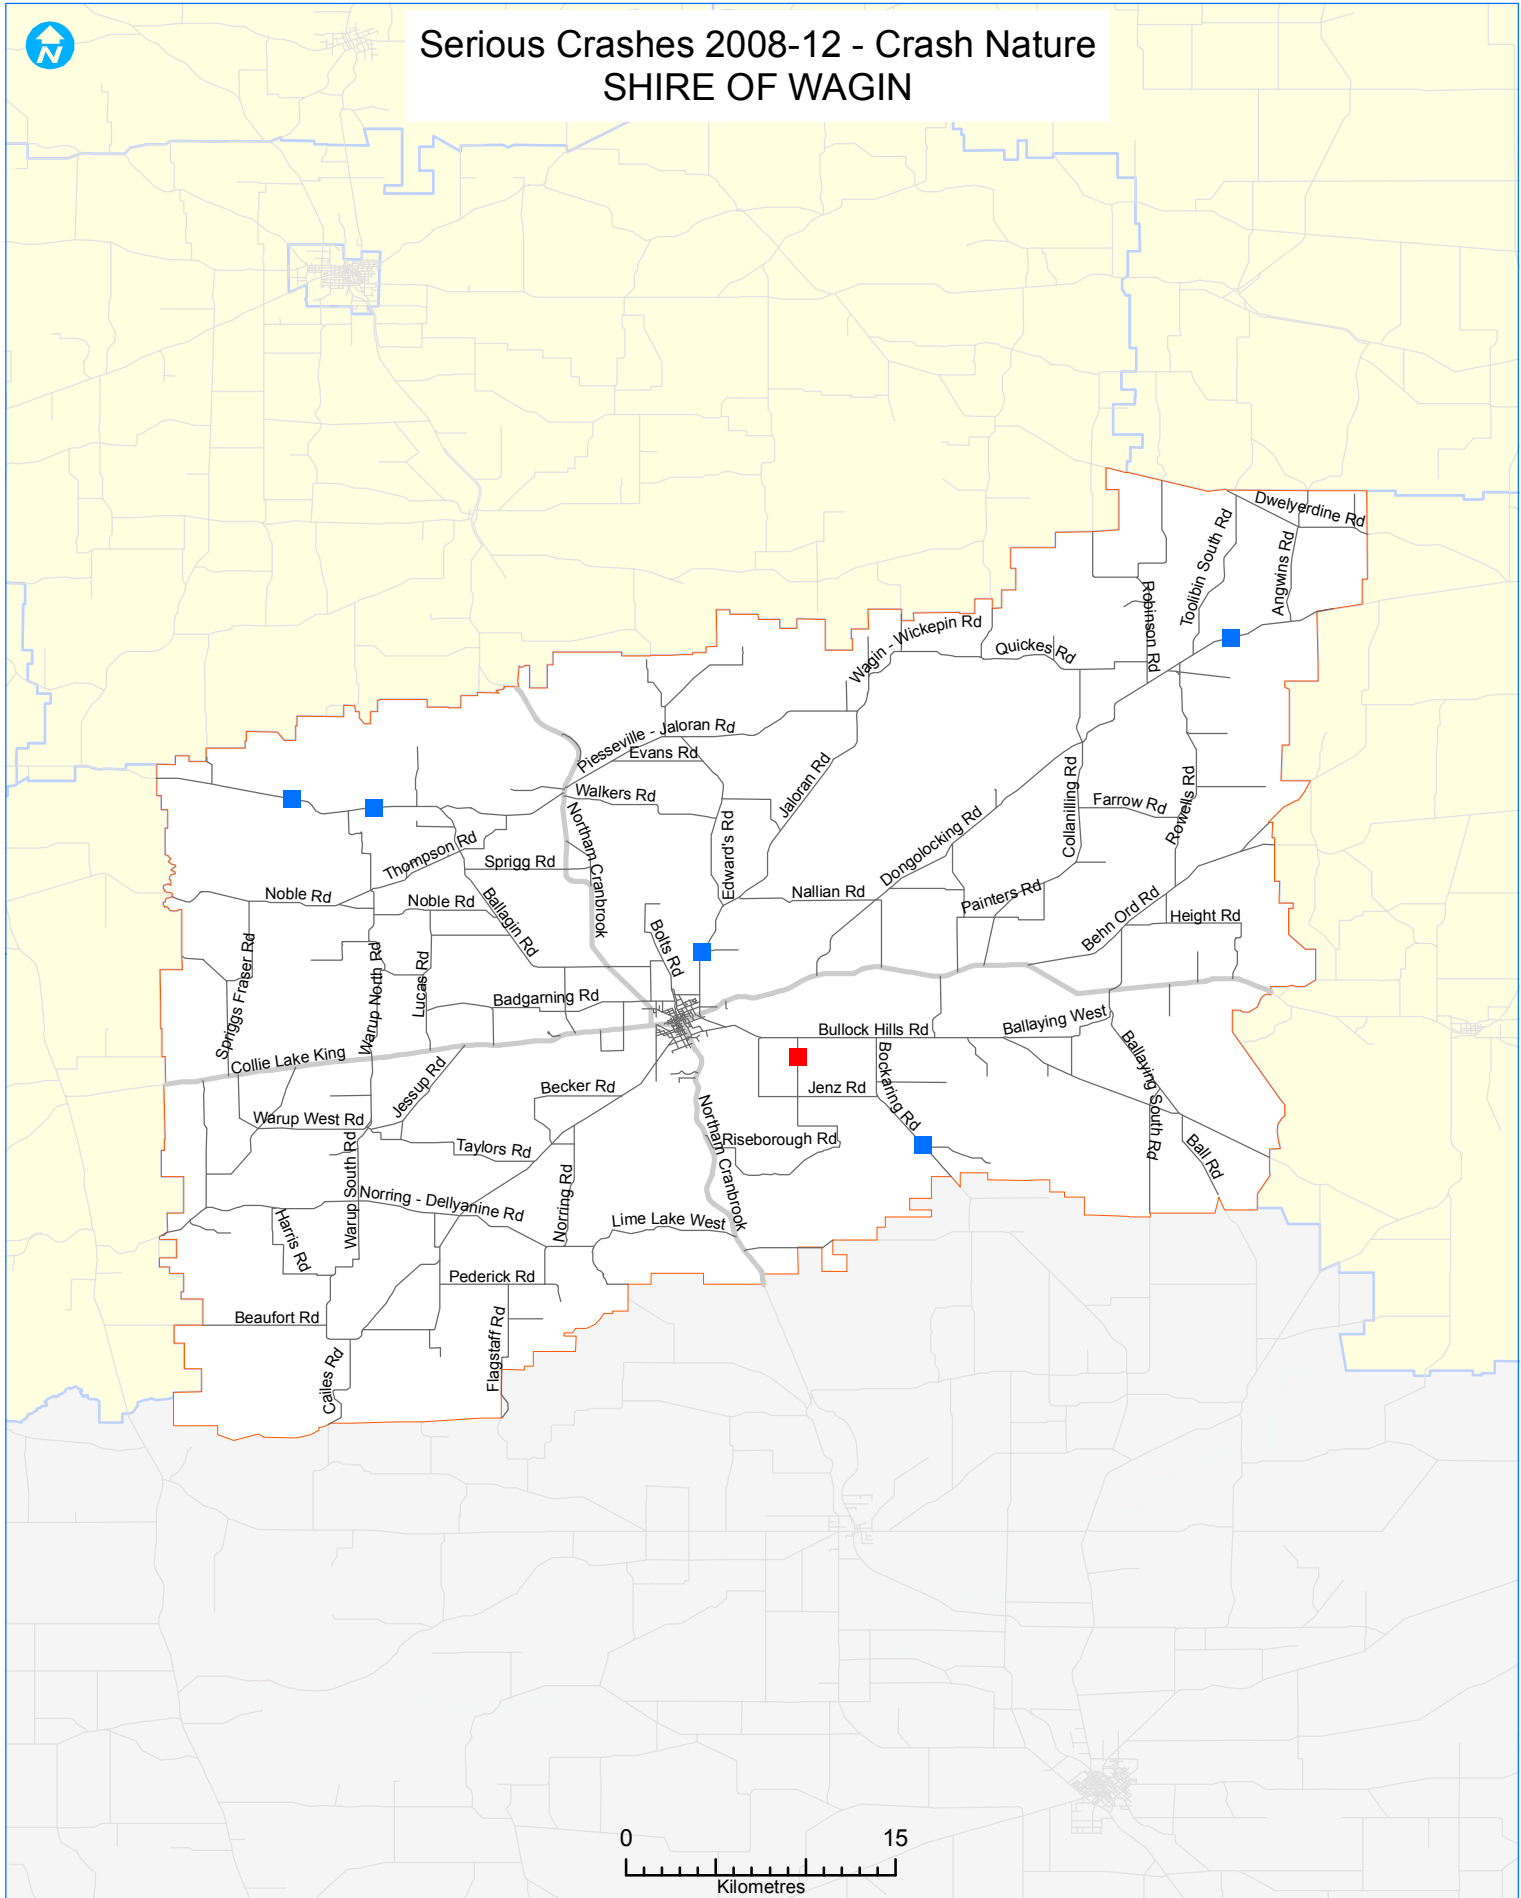 N
Serious Crashes 2008-12 - Crash Nature
SHIRE OF WAGIN
Dwelyerdine Rd
Toolibin South Rd
Angwins Rd
Robinson Rd
Wagin - Wickepin Rd
Quickes Rd
Piesseville - Jaloran Rd
Evans Rd
Walkers Rd
Jaloran Rd
Collanilling Rd
Farrow Rd
Rowells Rd
Northam Cranbrook
Edward's Rd
Dongolocking Rd
Thompson Rd
Sprigg Rd
Noble Rd
Noble Rd
Ballagin Rd
Nallian Rd
Painters Rd
Behn Ord Rd
Height Rd
Bolts Rd
Spriggs Fraser Rd
Warup North Rd
Lucas Rd
Badgarning Rd
Collie Lake King
Bullock Hills Rd
Ballaying West
Bockaring Rd
Ballaying South Rd
Jessup Rd
Becker Rd
Jenz Rd
Warup West Rd
Northam Cranbrook
Riseborough Rd
Taylors Rd
Ball Rd
Warup South Rd
Norring - Dellyanine Rd
Norring Rd
Lime Lake West
Harris Rd
Pederick Rd
Beaufort Rd
Flagstaff Rd
Cailes Rd
0 15
Kilometres